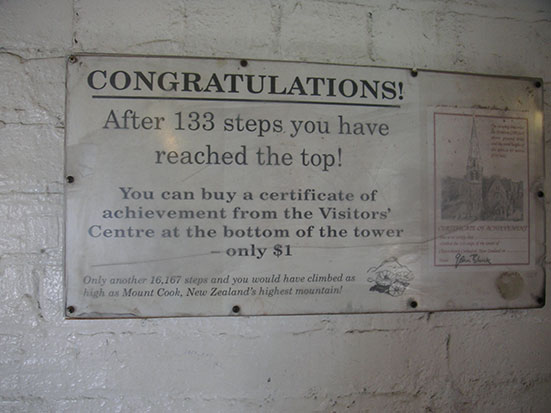 CONGRATULATIONS!
After 133 steps you have
reached the top!
You can buy a certificate of
achievement from the Visitors'
Centre at the bottom of the tower
– only $1
Only another 16,167 steps and you would have climbed as
high as Mount Cook, New Zealand's highest mountain!
CERTIFICATE OF ACHIEVEMENT